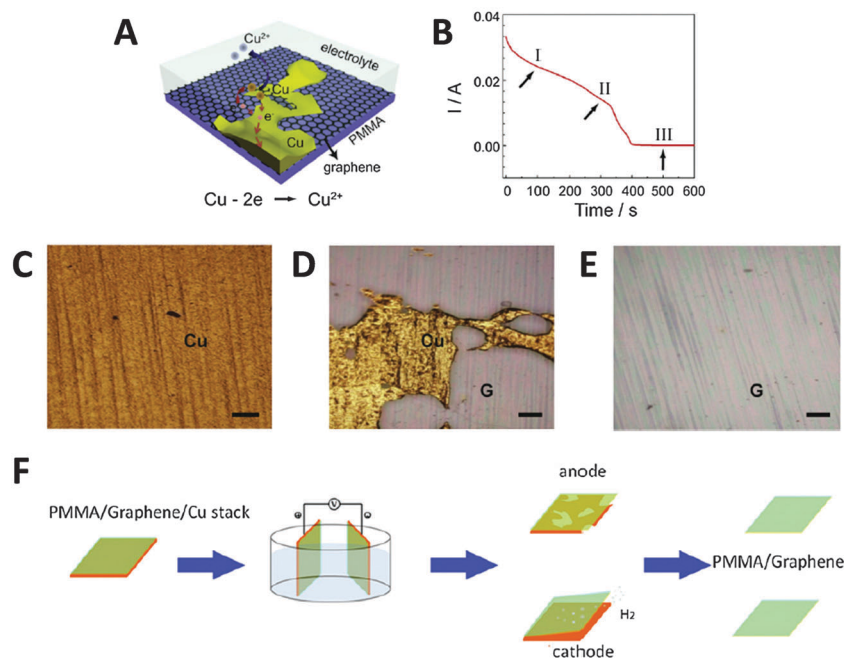 A
Cu²⁺
electrolyte
Cu
e⁻
Cu
PMMA
graphene
Cu - 2e → Cu²⁺
B
I / A
0.04
0.02
0.00
I
II
III
0 100 200 300 400 500 600
Time / s
C
Cu
D
Cu
G
E
G
F
PMMA/Graphene/Cu stack
V
⊕
⊖
anode
H₂
cathode
PMMA/Graphene